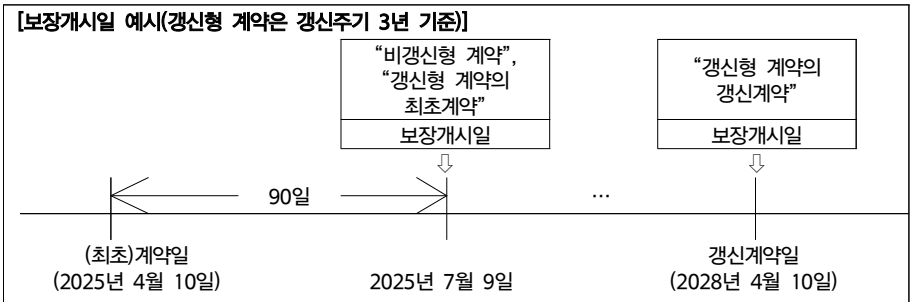 [보장개시일 예시(갱신형 계약은 갱신주기 3년 기준)]
“비갱신형 계약”,
“갱신형 계약의
최초계약”
보장개시일
“갱신형 계약의
갱신계약”
보장개시일
90일
…
(최초)계약일
(2025년 4월 10일)
2025년 7월 9일
갱신계약일
(2028년 4월 10일)